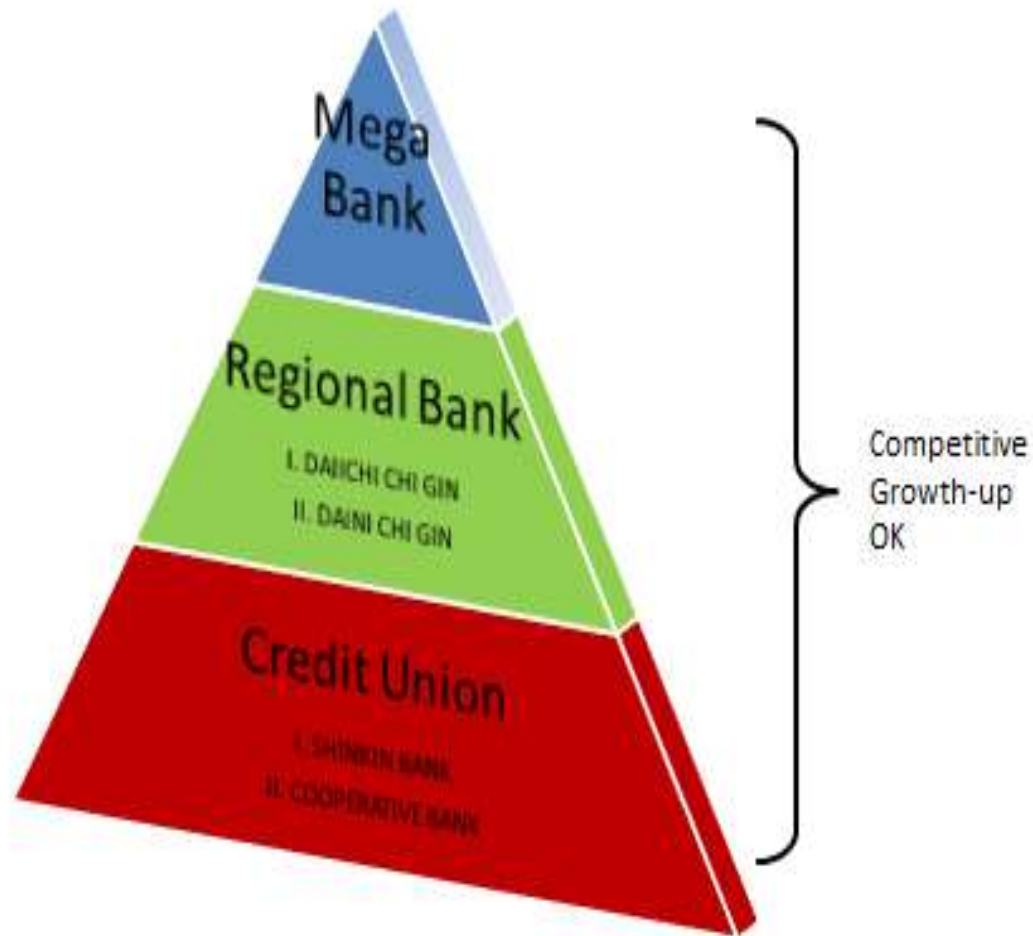 Mega
Bank
Regional Bank
I. DAIICHI CHI GIN
II. DAINI CHI GIN
Credit Union
I. SHINKIN BANK
II. COOPERATIVE BANK
Competitive
Growth-up
OK